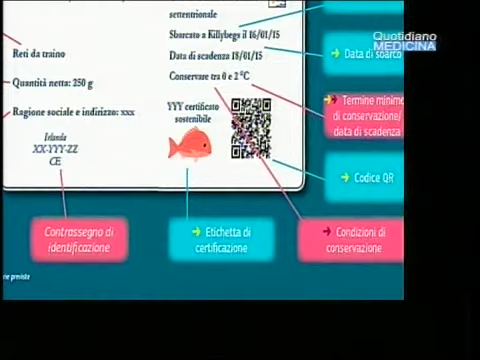 settentrionale
Sbarcato a Killybegs il 16/01/15
Quotidiano
MEDICINA
Reti da traino
Data di scadenza 18/01/15
Data di sbarco
Quantità netta: 250 g
Conservare tra 0 e 2 °C
Termine minimo
di conservazione/
data di scadenza
Ragione sociale e indirizzo: xxx
YYY certificato
sostenibile
Irlanda
XX-YYY-ZZ
CE
Codice QR
Contrassegno di
identificazione
Etichetta di
certificazione
Condizioni di
conservazione
ne previste